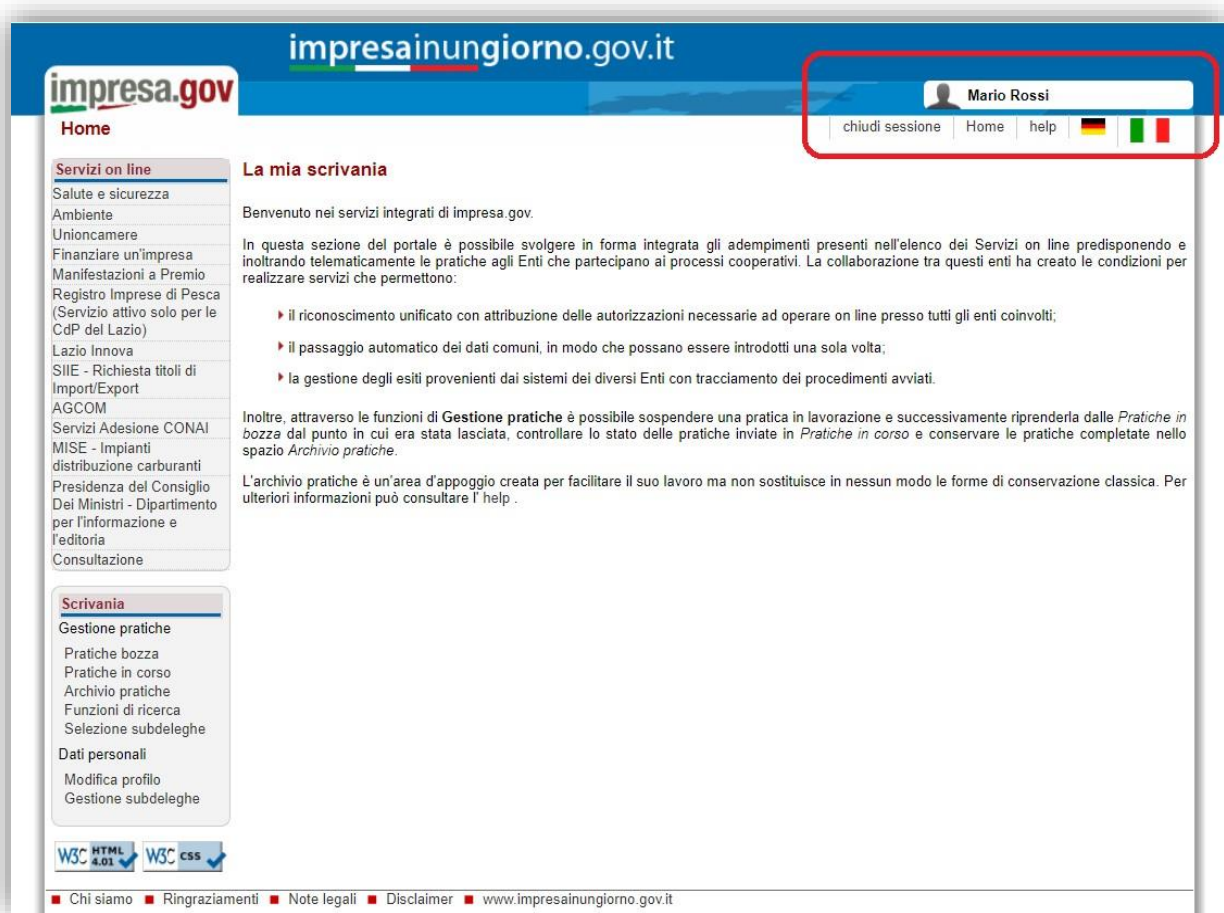 impresainungiorno.gov.it
impresa.gov
Mario Rossi
Home
chiudi sessione Home help
Servizi on line
Salute e sicurezza
Ambiente
Unioncamere
Finanziare un'impresa
Manifestazioni a Premio
Registro Imprese di Pesca
(Servizio attivo solo per le
CdP del Lazio)
Lazio Innova
SIIE - Richiesta titoli di
Import/Export
AGCOM
Servizi Adesione CONAI
MISE - Impianti
distribuzione carburanti
Presidenza del Consiglio
Dei Ministri - Dipartimento
per l'informazione e
l'editoria
Consultazione
Scrivania
Gestione pratiche
Pratiche bozza
Pratiche in corso
Archivio pratiche
Funzioni di ricerca
Selezione subdeleghe
Dati personali
Modifica profilo
Gestione subdeleghe
W3C HTML 4.01 W3C css
La mia scrivania
Benvenuto nei servizi integrati di impresa.gov.
In questa sezione del portale è possibile svolgere in forma integrata gli adempimenti presenti nell'elenco dei Servizi on line predisponendo e
inoltrando telematicamente le pratiche agli Enti che partecipano ai processi cooperativi. La collaborazione tra questi enti ha creato le condizioni per
realizzare servizi che permettono:
il riconoscimento unificato con attribuzione delle autorizzazioni necessarie ad operare on line presso tutti gli enti coinvolti;
il passaggio automatico dei dati comuni, in modo che possano essere introdotti una sola volta;
la gestione degli esiti provenienti dai sistemi dei diversi Enti con tracciamento dei procedimenti avviati.
Inoltre, attraverso le funzioni di Gestione pratiche è possibile sospendere una pratica in lavorazione e successivamente riprenderla dalle Pratiche in
bozza dal punto in cui era stata lasciata, controllare lo stato delle pratiche inviate in Pratiche in corso e conservare le pratiche completate nello
spazio Archivio pratiche.
L'archivio pratiche è un'area d'appoggio creata per facilitare il suo lavoro ma non sostituisce in nessun modo le forme di conservazione classica. Per
ulteriori informazioni può consultare l' help .
Chi siamo Ringraziamenti Note legali Disclaimer www.impresainungiorno.gov.it